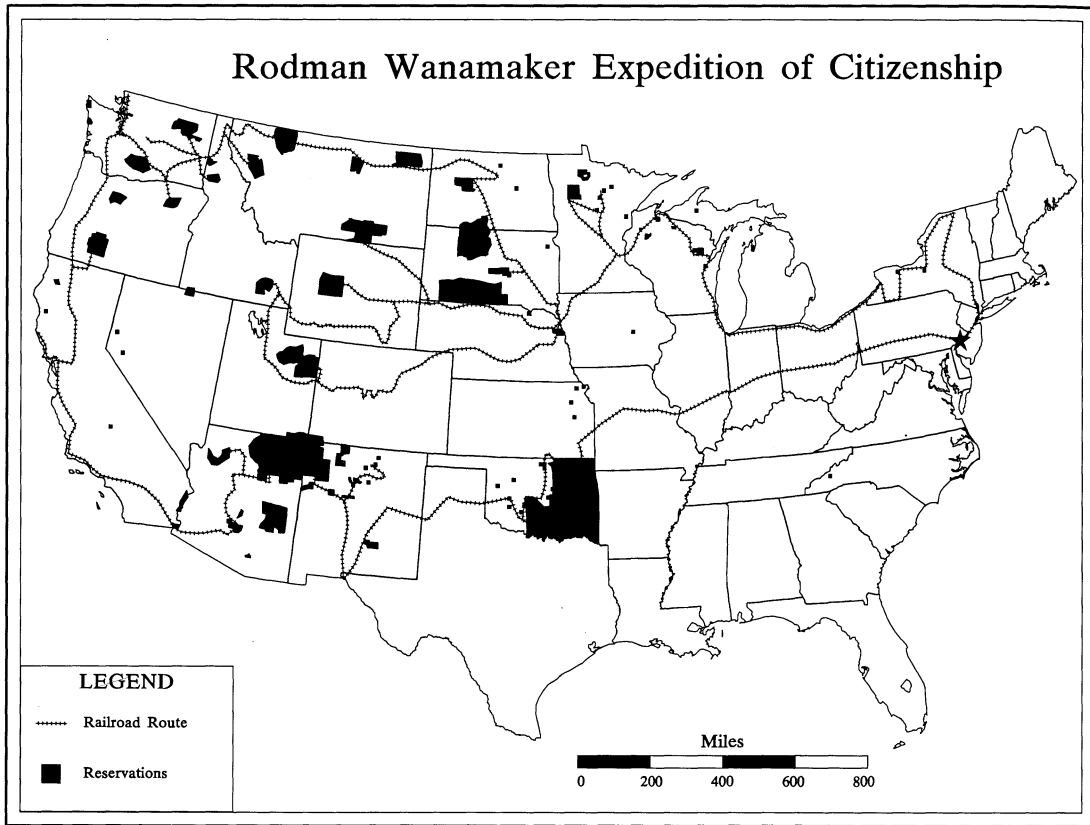 Rodman Wanamaker Expedition of Citizenship
LEGEND
Railroad Route
Reservations
Miles
0 200 400 600 800